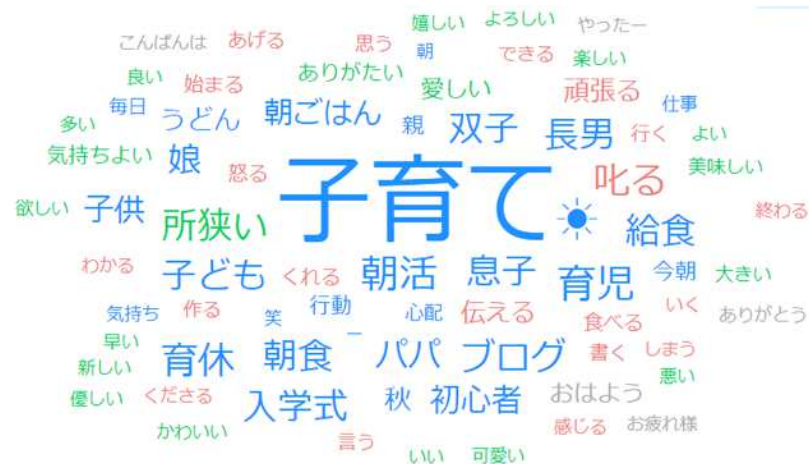 嬉しい よろしい やったー
こんばんは あげる 思う 朝 できる 楽しい
良い 始まる ありがたい 愛しい 頑張る
多い 毎日 うどん 朝ごはん 親 双子 長男 行く 仕事 よい
気持ちよい 娘 怒る 子育て 叱る 美味しい
欲しい 子供 所狭い ☀ 給食 終わる
わかる 子ども くれる 朝活 息子 育児 今朝 大きい
気持ち 作る 笑 行動 心配 伝える 食べる いく ありがとう
早い 新しい 育休 朝食 ー パパ ブログ 書く しまう 悪い
優しい くださる 入学式 秋 初心者 おはよう
かわいい 言う いい 可愛い 感じる お疲れ様